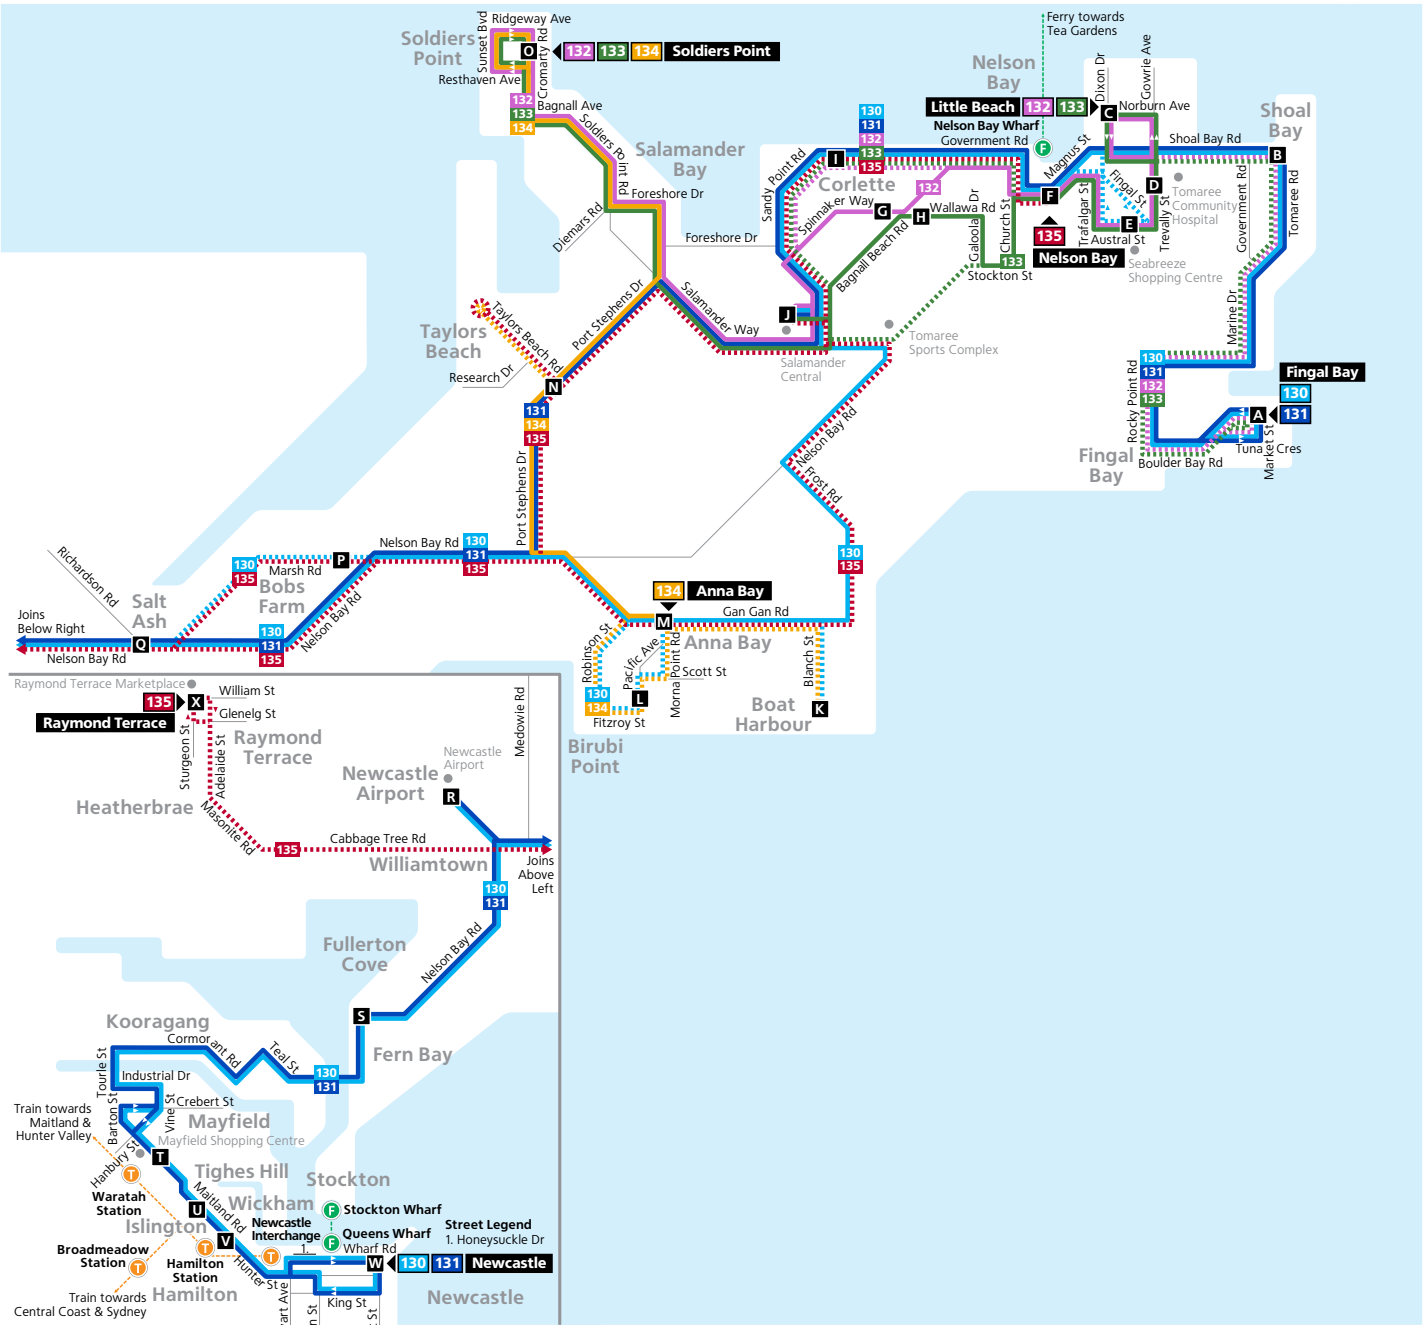 Ridgeway Ave
Sunset Bvd
Soldiers
Point
O
132
133
134
Soldiers Point
Cromarty Rd
Resthaven Ave
132
133
134
Bagnall Ave
Soldiers Point Rd
Salamander
Bay
Foreshore Dr
Diemars Rd
Foreshore Dr
Ferry towards
Tea Gardens
Nelson
Bay
Little Beach
132
133
C
Dixon Dr
Gowrie Ave
Norburn Ave
Shoal
Bay
130
131
132
133
135
Nelson Bay Wharf
Government Rd
F
Magnus St
Shoal Bay Rd
B
Sandy Point Rd
I
Corlette
132
Spinnaker Way
G
H
Wallawa Rd
Bagnall Beach Rd
Galoola Dr
Church St
133
Stockton St
F
135
Nelson Bay
Trafalgar St
Fingal St
D
E
Austral St
Trevally St
Tomaree
Community
Hospital
Seabreeze
Shopping Centre
Government Rd
Tomaree Rd
Marine Dr
Port Stephens Dr
Salamander Way
J
Salamander
Central
Tomaree
Sports Complex
Taylors
Beach
Taylors Beach Rd
Research Dr
N
131
134
135
Port Stephens Dr
Nelson Bay Rd
Frost Rd
130
131
132
133
Rocky Point Rd
Fingal Bay
130
131
A
Market St
Tuna Cres
Boulder Bay Rd
Fingal
Bay
Richardson Rd
Salt
Ash
Joins
Below Right
Q
Nelson Bay Rd
130
135
Marsh Rd
P
Bobs
Farm
130
131
135
Nelson Bay Rd
Nelson Bay Rd
130
131
135
130
135
134
Anna Bay
M
Gan Gan Rd
Anna Bay
Robinson St
Pacific Ave
Morna Point Rd
Scott St
L
130
134
Fitzroy St
Blanch St
K
Boat
Harbour
Birubi
Point
Raymond Terrace Marketplace
135
X
Raymond Terrace
William St
Glenelg St
Sturgeon St
Adelaide St
Raymond
Terrace
Heatherbrae
Masonite Rd
135
Cabbage Tree Rd
Medowie Rd
Newcastle
Airport
Newcastle
Airport
R
Williamtown
Joins
Above
Left
130
131
Nelson Bay Rd
Fullerton
Cove
S
Fern Bay
Kooragang
Cormorant Rd
Teal St
130
131
Tourle St
Industrial Dr
Crebert St
Vine St
Barton St
Mayfield
Mayfield Shopping Centre
Hanbury St
T
Train towards
Maitland &
Hunter Valley
T
Waratah
Station
Tighes Hill
Maitland Rd
U
Islington
Wickham
V
Stockton
F
Stockton Wharf
F
Queens Wharf
Wharf Rd
Newcastle
Interchange
T
1.
Street Legend
1. Honeysuckle Dr
W
130
131
Newcastle
Broadmeadow
Station
T
T
Hamilton
Station
Hamilton
Hunter St
King St
Train towards
Central Coast & Sydney
Newcastle